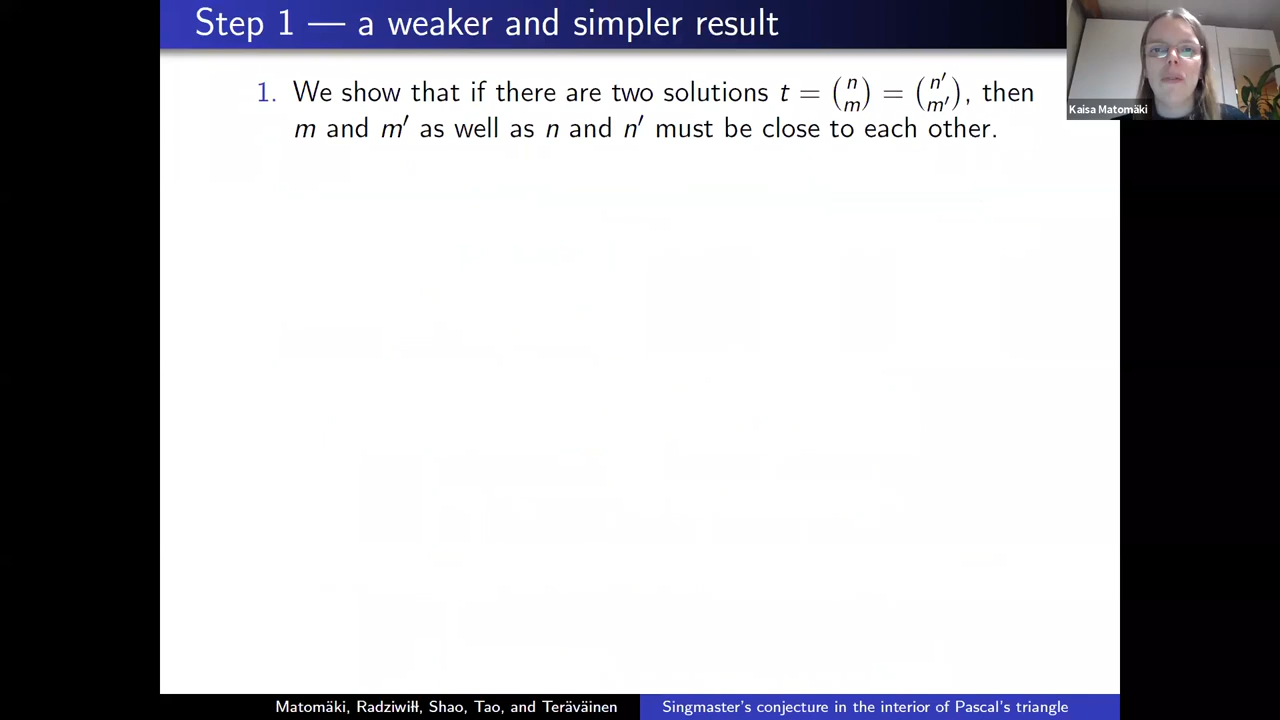 Step 1 — a weaker and simpler result
1. We show that if there are two solutions t = (n m) = (n′ m′), then
m and m′ as well as n and n′ must be close to each other.
Kaisa Matomäki
Matomäki, Radziwiłł, Shao, Tao, and Teräväinen
Singmaster's conjecture in the interior of Pascal's triangle